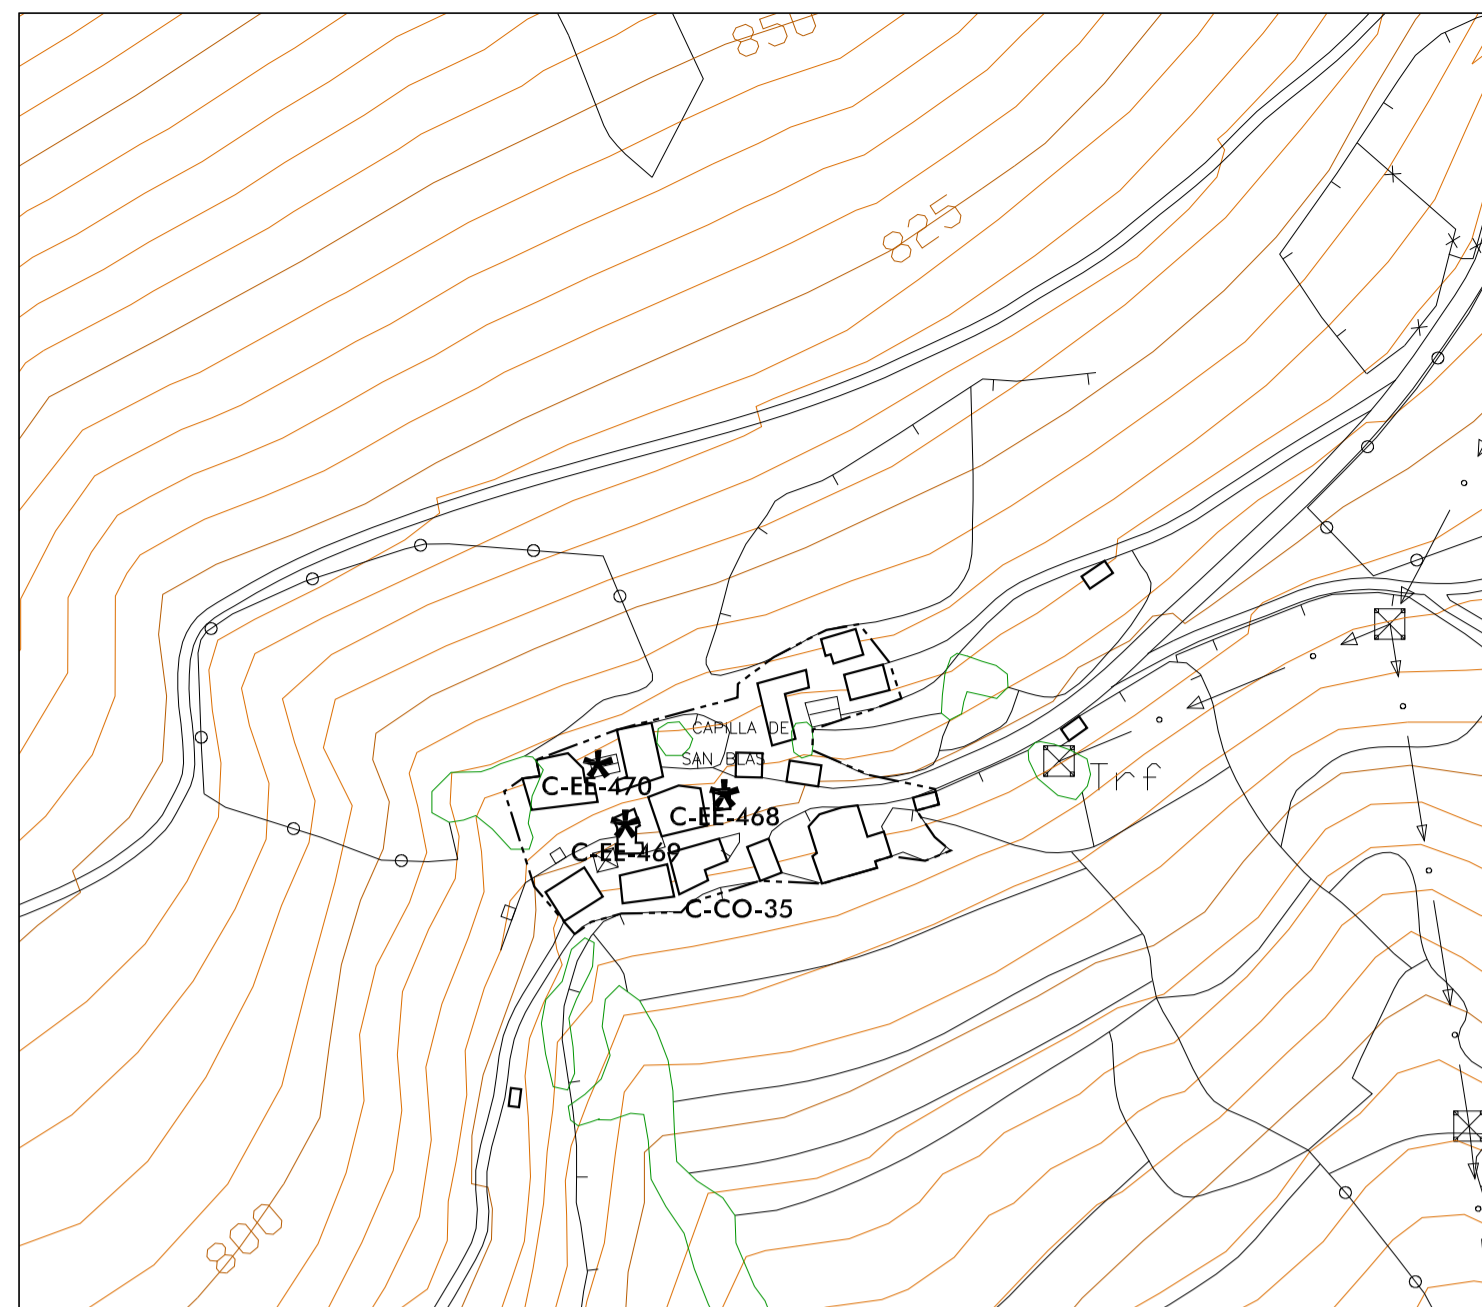 850
825
CAPILLA DE
SAN BLAS
Trf
C-EE-470
C-EE-468
C-EE-469
C-CO-35
800